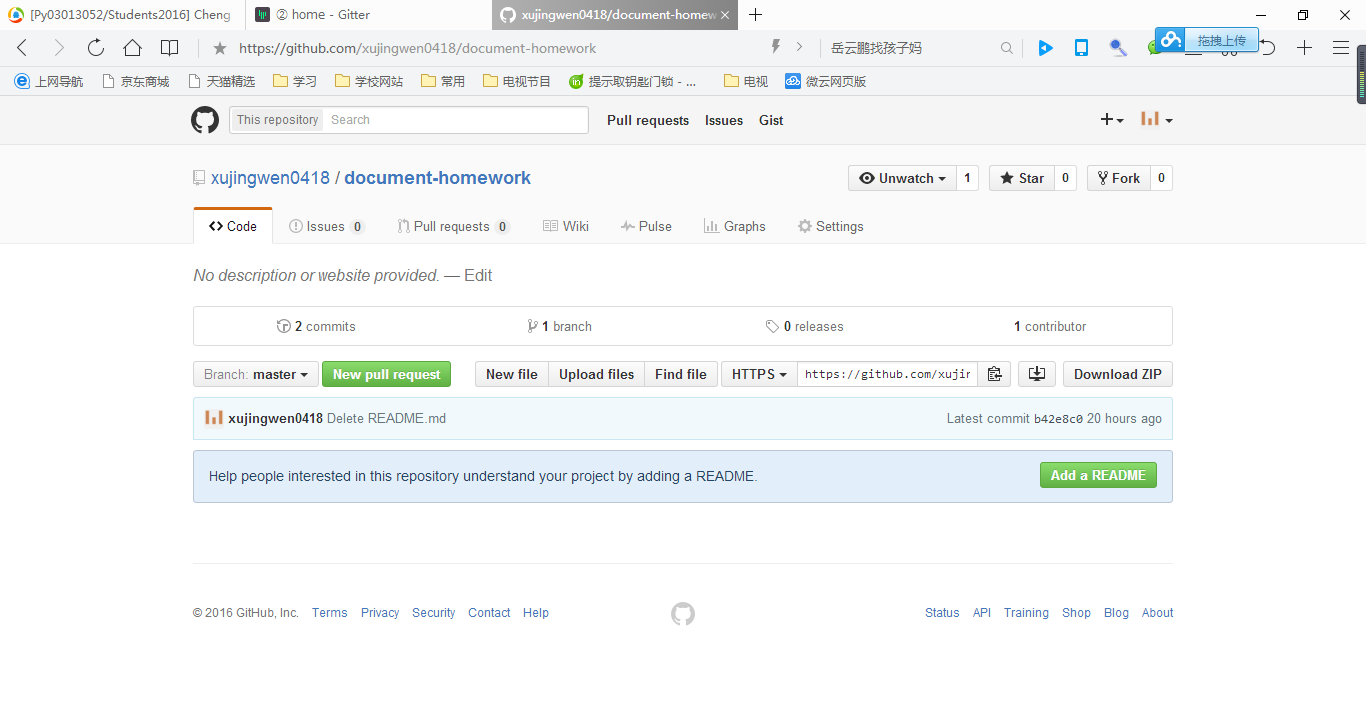 [Py03013052/Students2016] Cheng
② home - Gitter
xujingwen0418/document-homew
https://github.com/xujingwen0418/document-homework
岳云鹏找孩子妈
拖拽上传
上网导航 京东商城 天猫精选 学习 学校网站 常用 电视节目 提示取钥匙门锁 - ... 电视 微云网页版
This repository Search Pull requests Issues Gist
xujingwen0418 / document-homework
Unwatch 1 Star 0 Fork 0
Code Issues 0 Pull requests 0 Wiki Pulse Graphs Settings
No description or website provided. — Edit
2 commits 1 branch 0 releases 1 contributor
Branch: master New pull request New file Upload files Find file HTTPS https://github.com/xujir Download ZIP
xujingwen0418 Delete README.md Latest commit b42e8c0 20 hours ago
Help people interested in this repository understand your project by adding a README. Add a README
© 2016 GitHub, Inc. Terms Privacy Security Contact Help Status API Training Shop Blog About